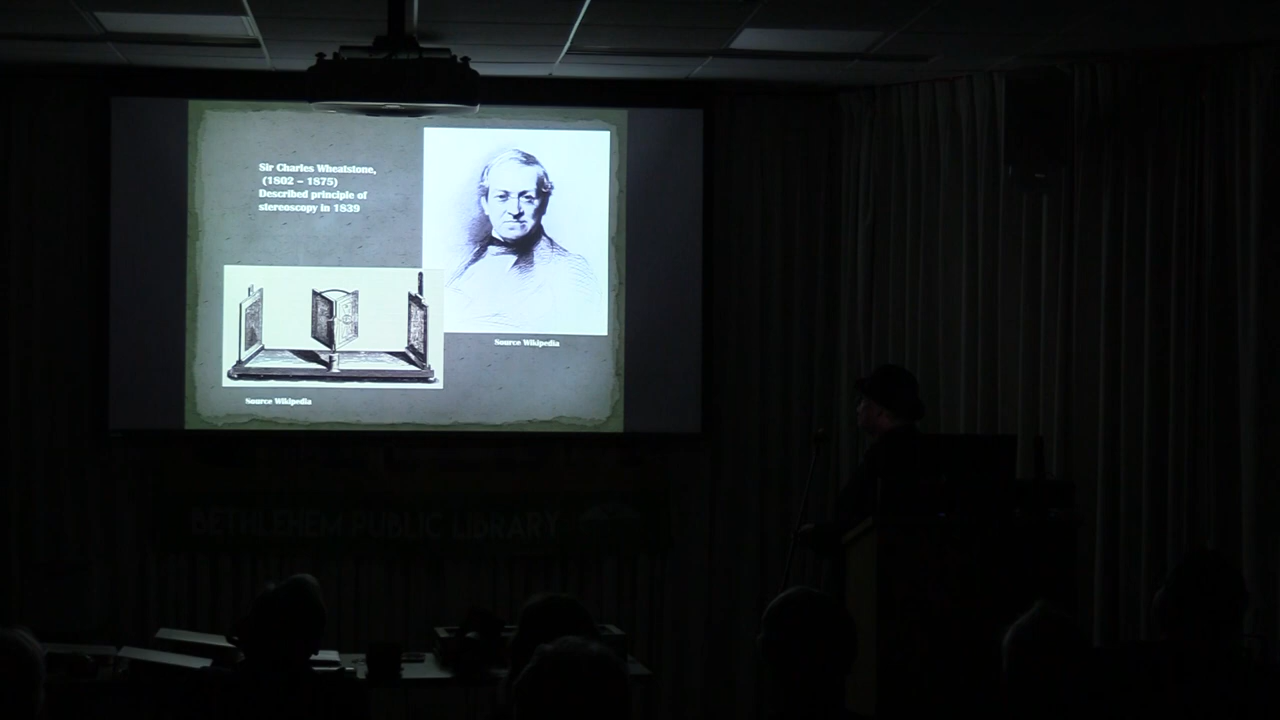 Sir Charles Wheatstone,
(1802 – 1875)
Described principle of
stereoscopy in 1839
Source Wikipedia
Source Wikipedia
BETHLEHEM PUBLIC LIBRARY